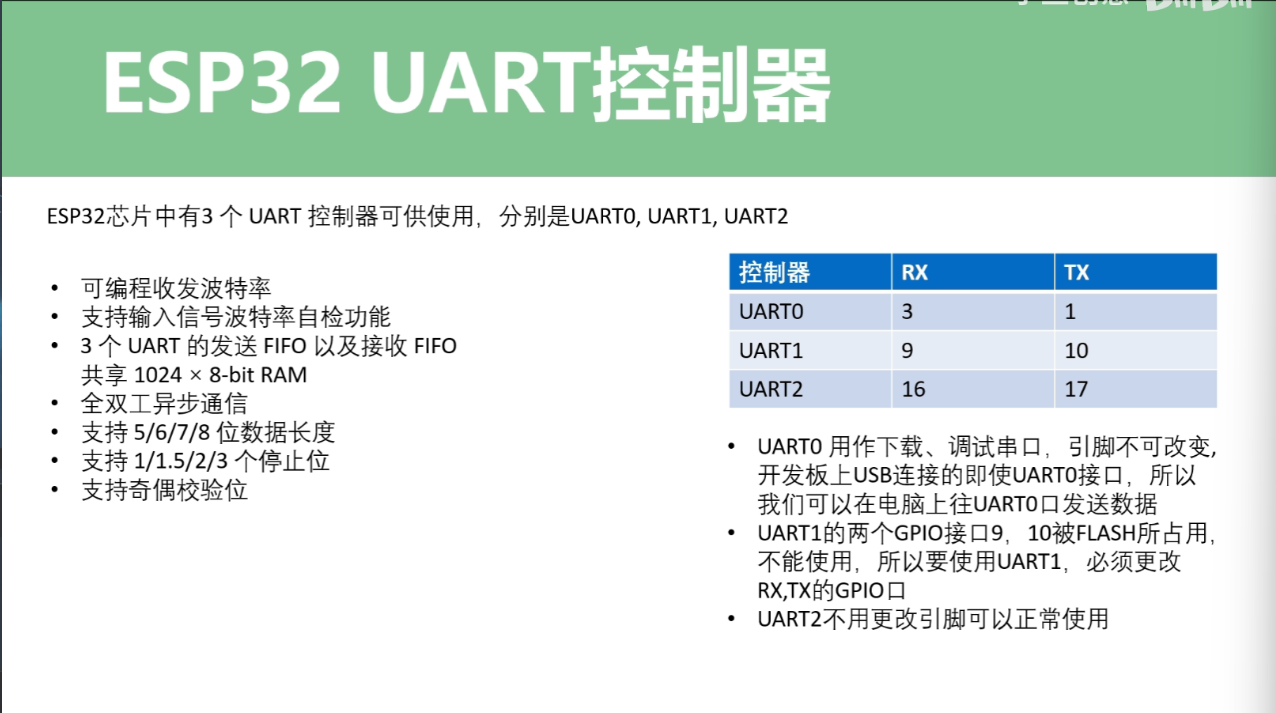 ESP32 UART控制器
ESP32芯片中有3 个 UART 控制器可供使用，分别是UART0, UART1, UART2
• 可编程收发波特率
• 支持输入信号波特率自检功能
• 3 个 UART 的发送 FIFO 以及接收 FIFO
共享 1024 × 8-bit RAM
• 全双工异步通信
• 支持 5/6/7/8 位数据长度
• 支持 1/1.5/2/3 个停止位
• 支持奇偶校验位
控制器 RX TX
UART0 3 1
UART1 9 10
UART2 16 17
• UART0 用作下载、调试串口，引脚不可改变,
开发板上USB连接的即使UART0接口，所以
我们可以在电脑上往UART0口发送数据
• UART1的两个GPIO接口9，10被FLASH所占用,
不能使用，所以要使用UART1，必须更改
RX,TX的GPIO口
• UART2不用更改引脚可以正常使用